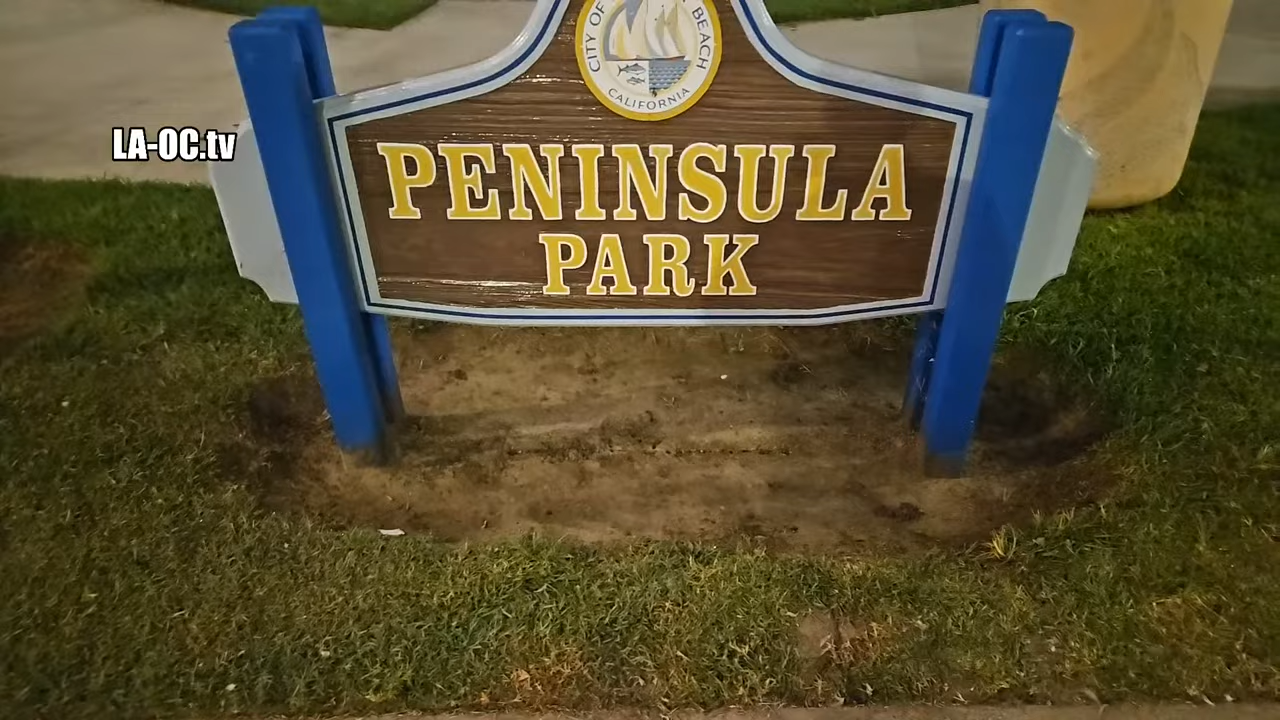 CITY OF
BEACH
CALIFORNIA
LA-OC.tv
PENINSULA
PARK